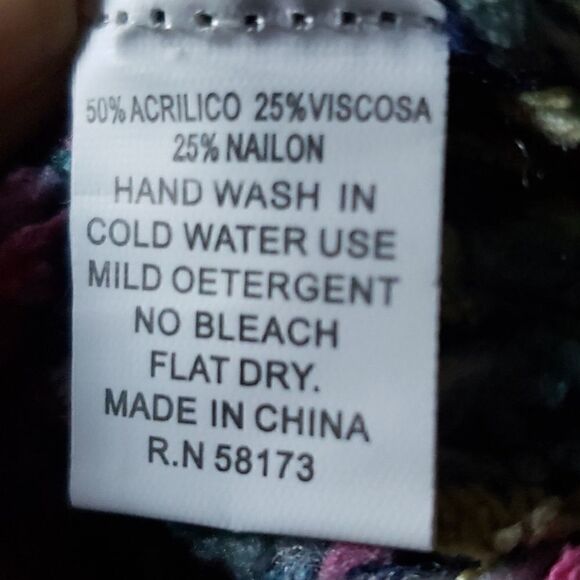 50% ACRILICO 25% VISCOSA
25% NAILON
HAND WASH IN
COLD WATER USE
MILD OETERGENT
NO BLEACH
FLAT DRY.
MADE IN CHINA
R.N 58173